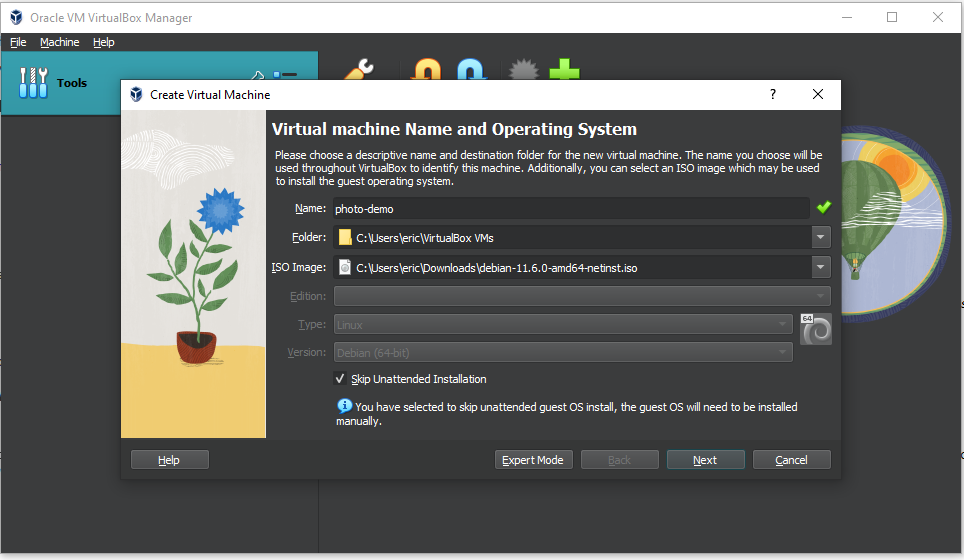 Oracle VM VirtualBox Manager
File Machine Help
Tools
Create Virtual Machine
?
Virtual machine Name and Operating System
Please choose a descriptive name and destination folder for the new virtual machine. The name you choose will be
used throughout VirtualBox to identify this machine. Additionally, you can select an ISO image which may be used
to install the guest operating system.
Name: photo-demo
Folder: C:\Users\eric\VirtualBox VMs
ISO Image: C:\Users\eric\Downloads\debian-11.6.0-amd64-netinst.iso
Edition:
Type: Linux
64
Version: Debian (64-bit)
Skip Unattended Installation
You have selected to skip unattended guest OS install, the guest OS will need to be installed
manually.
Help Expert Mode Back Next Cancel